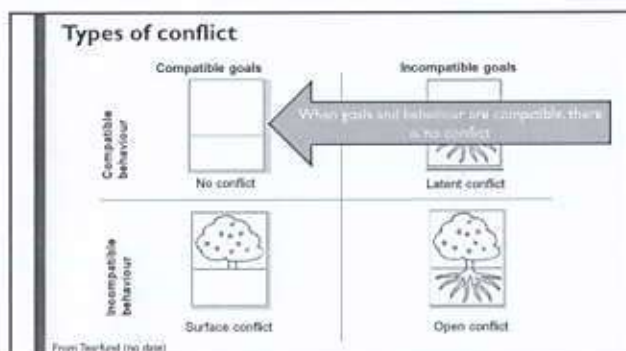 Types of conflict
Compatible goals
Incompatible goals
Compatible
behaviour
When goals and behaviour are compatible, there
is no conflict
No conflict
Latent conflict
Incompatible
behaviour
Surface conflict
Open conflict
From Tearfund (no date)